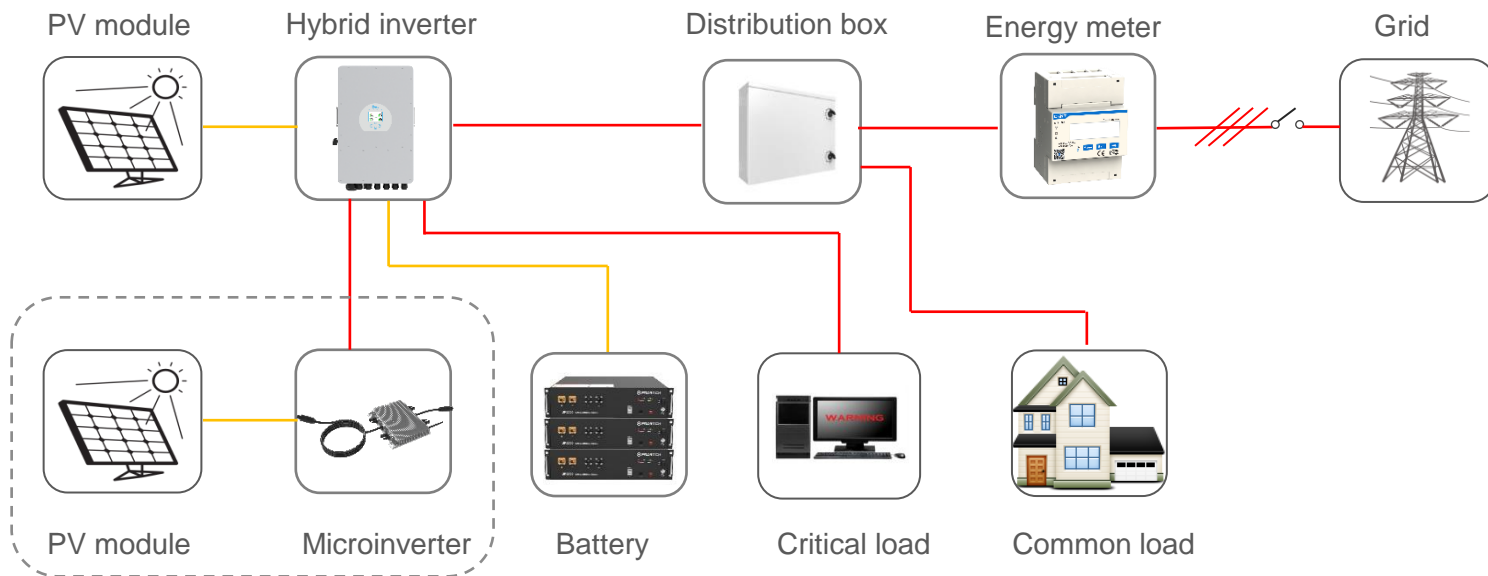 PV module
Hybrid inverter
Distribution box
Energy meter
Grid
WARNING
PV module
Microinverter
Battery
Critical load
Common load